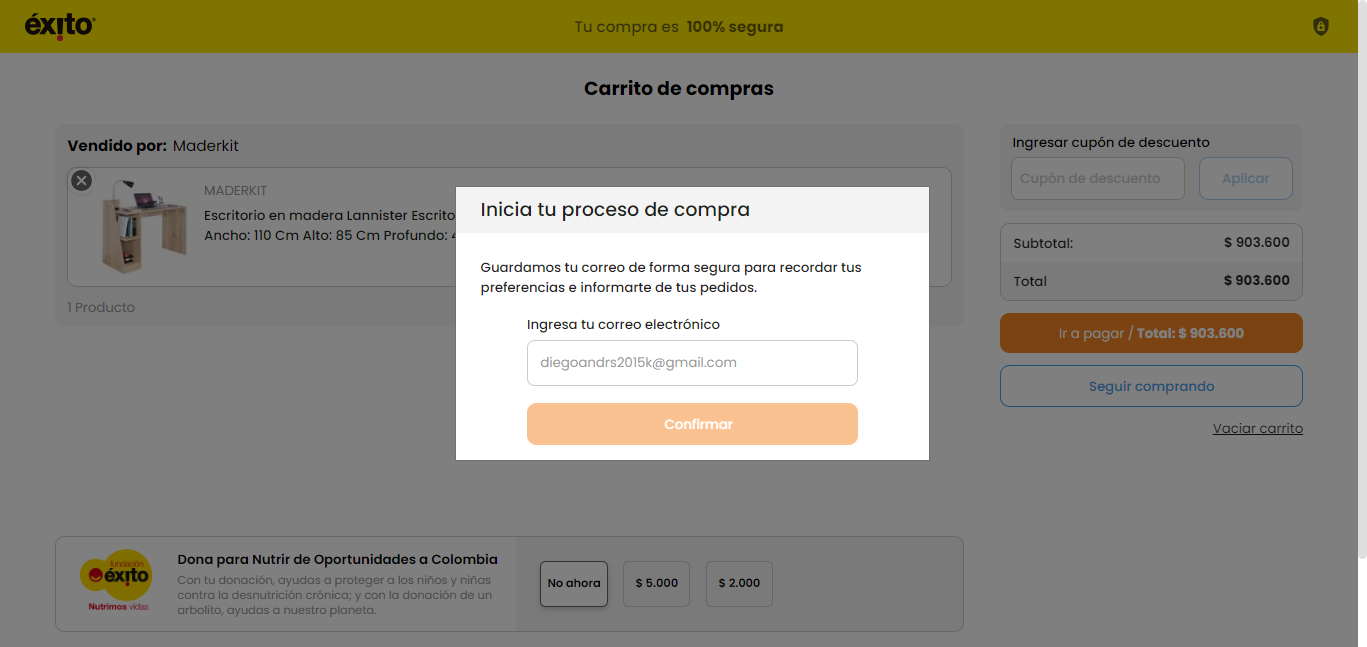 éxito
Tu compra es 100% segura
Carrito de compras
Vendido por: Maderkit
MADERKIT
Escritorio en madera Lannister Escrito
Ancho: 110 Cm Alto: 85 Cm Profundo:
1 Producto
Ingresar cupón de descuento
Cupón de descuento
Aplicar
Subtotal: $ 903.600
Total $ 903.600
Ir a pagar / Total: $ 903.600
Seguir comprando
Vaciar carrito
Inicia tu proceso de compra
Guardamos tu correo de forma segura para recordar tus
preferencias e informarte de tus pedidos.
Ingresa tu correo electrónico
diegoandrs2015k@gmail.com
Confirmar
fundación
éxito
Nutrimos vidas
Dona para Nutrir de Oportunidades a Colombia
Con tu donación, ayudas a proteger a los niños y niñas
contra la desnutrición crónica; y con la donación de un
arbolito, ayudas a nuestro planeta.
No ahora
$ 5.000
$ 2.000